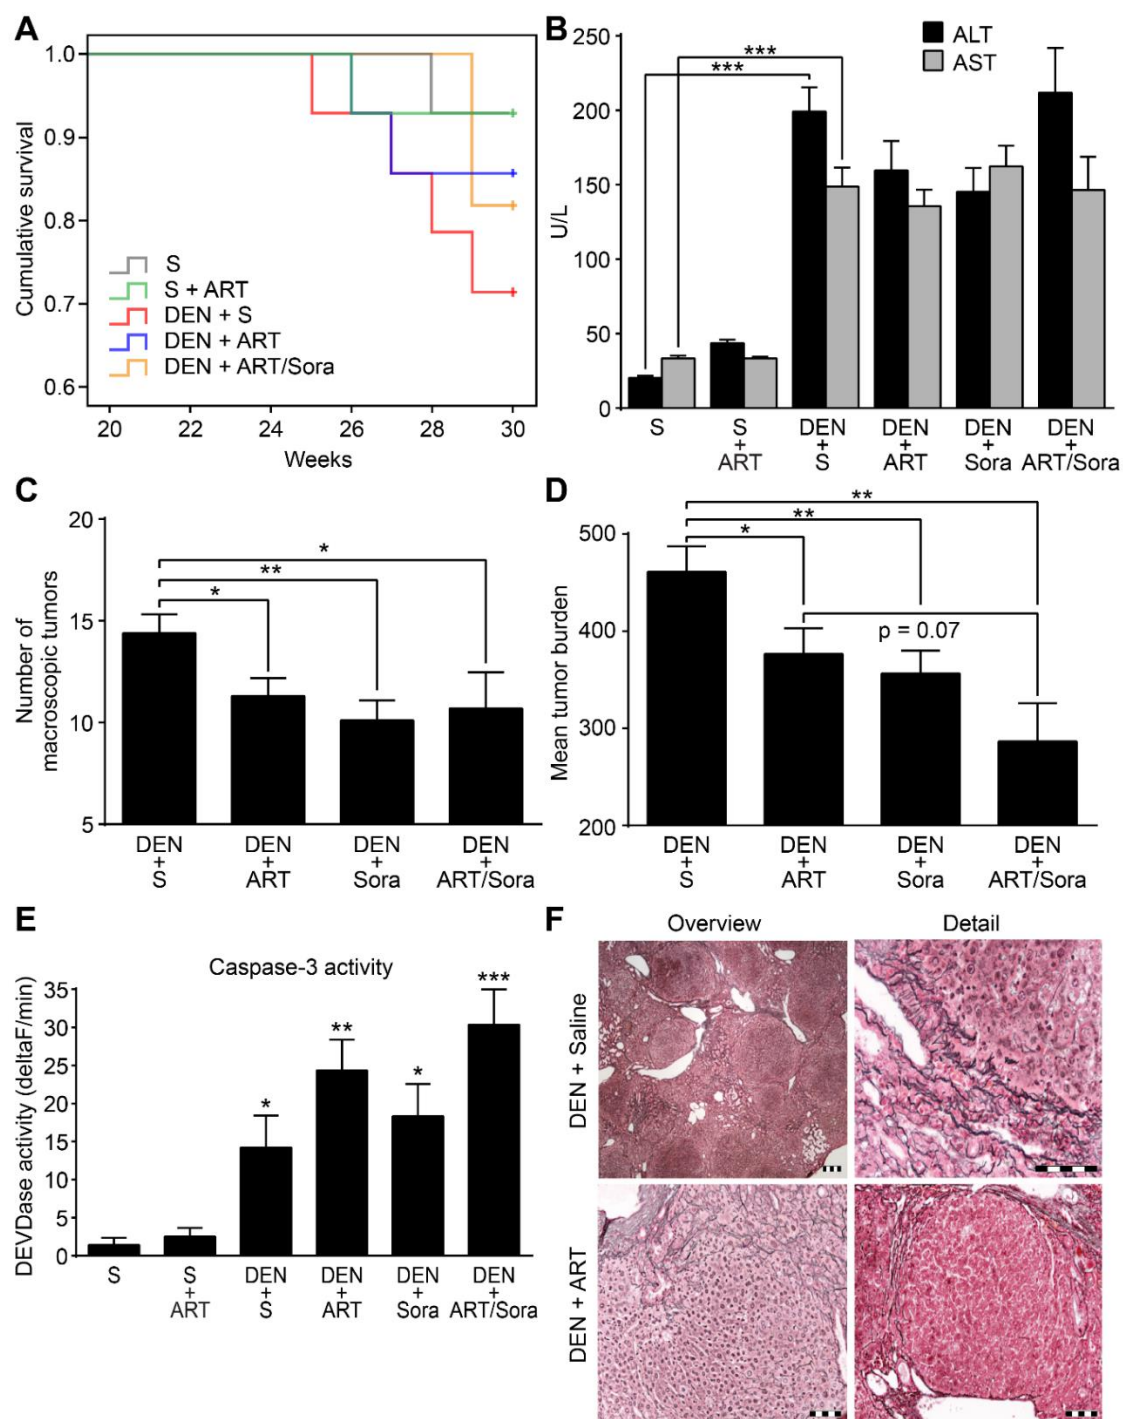 A
1.0
0.9
0.8
0.7
0.6
Cumulative survival
S
S + ART
DEN + S
DEN + ART
DEN + ART/Sora
20 22 24 26 28 30
Weeks
B
ALT
AST
250
200
150
100
50
0
U/L
***
***
S S + ART DEN + S DEN + ART DEN + Sora DEN + ART/Sora
C
20
15
10
5
Number of
macroscopic tumors
*
**
*
DEN + S DEN + ART DEN + Sora DEN + ART/Sora
D
500
400
300
200
Mean tumor burden
**
**
*
p = 0.07
DEN + S DEN + ART DEN + Sora DEN + ART/Sora
E
Caspase-3 activity
35
30
25
20
15
10
5
0
DEVDase activity (deltaF/min)
* ** * ***
S S + ART DEN + S DEN + ART DEN + Sora DEN + ART/Sora
F
Overview Detail
DEN + Saline
DEN + ART